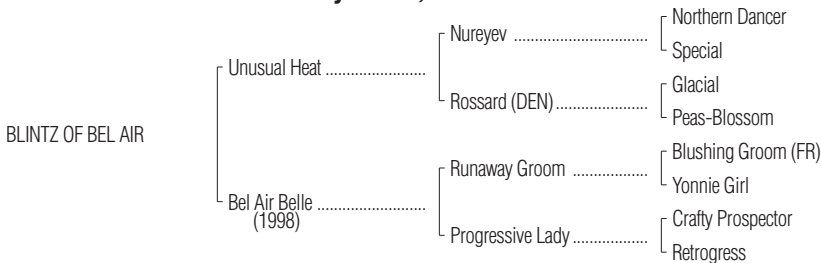 Northern Dancer
Nureyev ....................................
Special
Unusual Heat ...........................
Glacial
Rossard (DEN) .........................
Peas-Blossom
BLINTZ OF BEL AIR
Blushing Groom (FR)
Runaway Groom ....................
Yonnie Girl
Bel Air Belle .............................
(1998)
Crafty Prospector
Progressive Lady ....................
Retrogress